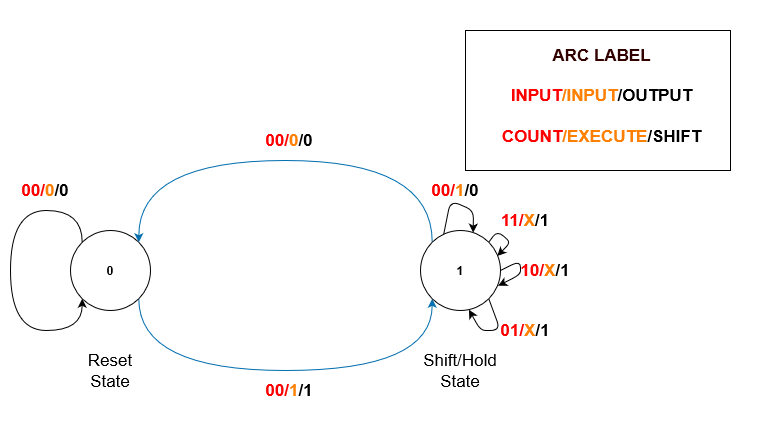 ARC LABEL
INPUT/INPUT/OUTPUT
COUNT/EXECUTE/SHIFT
00/0/0
00/0/0
00/1/0
11/X/1
0
1
10/X/1
01/X/1
Reset
State
Shift/Hold
State
00/1/1